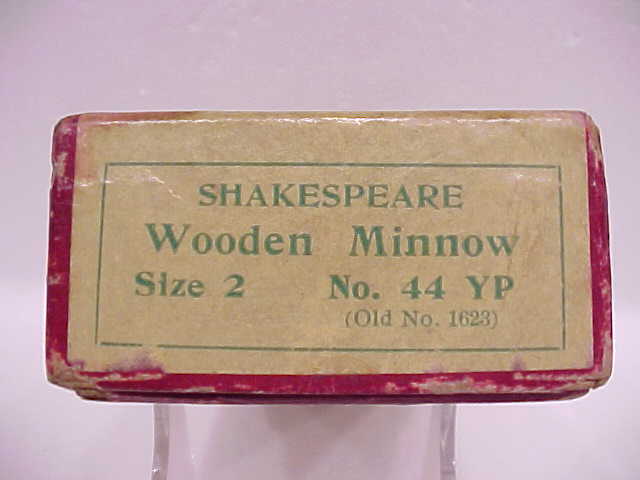 SHAKESPEARE
Wooden Minnow
Size 2 No. 44 YP
(Old No. 1623)